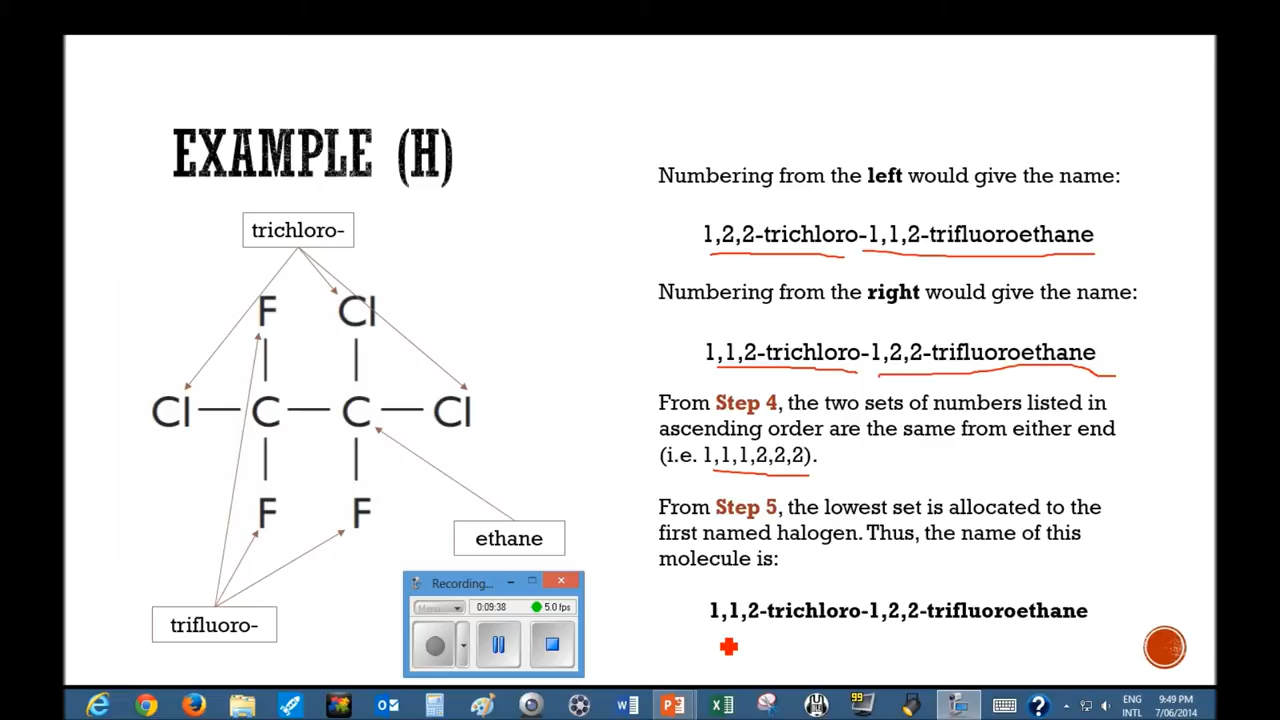 EXAMPLE (H)
trichloro-
F Cl
Cl C C Cl
F F
ethane
trifluoro-
Numbering from the left would give the name:
1,2,2-trichloro-1,1,2-trifluoroethane
Numbering from the right would give the name:
1,1,2-trichloro-1,2,2-trifluoroethane
From Step 4, the two sets of numbers listed in
ascending order are the same from either end
(i.e. 1,1,1,2,2,2).
From Step 5, the lowest set is allocated to the
first named halogen. Thus, the name of this
molecule is:
1,1,2-trichloro-1,2,2-trifluoroethane
Recording...
Menu 0:09:38 5.0 fps
99
ENG 9:49 PM
INTL 7/06/2014